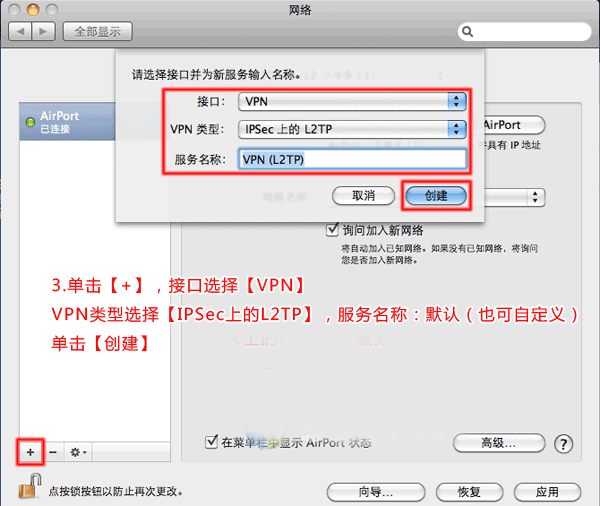 网络
全部显示
请选择接口并为新服务输入名称。
接口： VPN
VPN 类型： IPSec 上的 L2TP
服务名称： VPN (L2TP)
取消 创建
AirPort
已连接
AirPort
具有 IP 地址
询问加入新网络
将自动加入已知网络。如果没有已知网络，将询问
您是否加入新网络。
3.单击【+】，接口选择【VPN】
VPN类型选择【IPSec上的L2TP】，服务名称：默认（也可自定义）
单击【创建】
在菜单栏中显示 AirPort 状态
高级... ?
+ −
点按锁按钮以防止再次更改。
向导... 恢复 应用